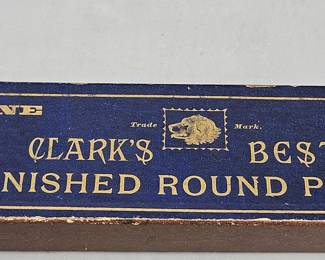 NE
Trade Mark.
CLARK'S BEST
NISHED ROUND P